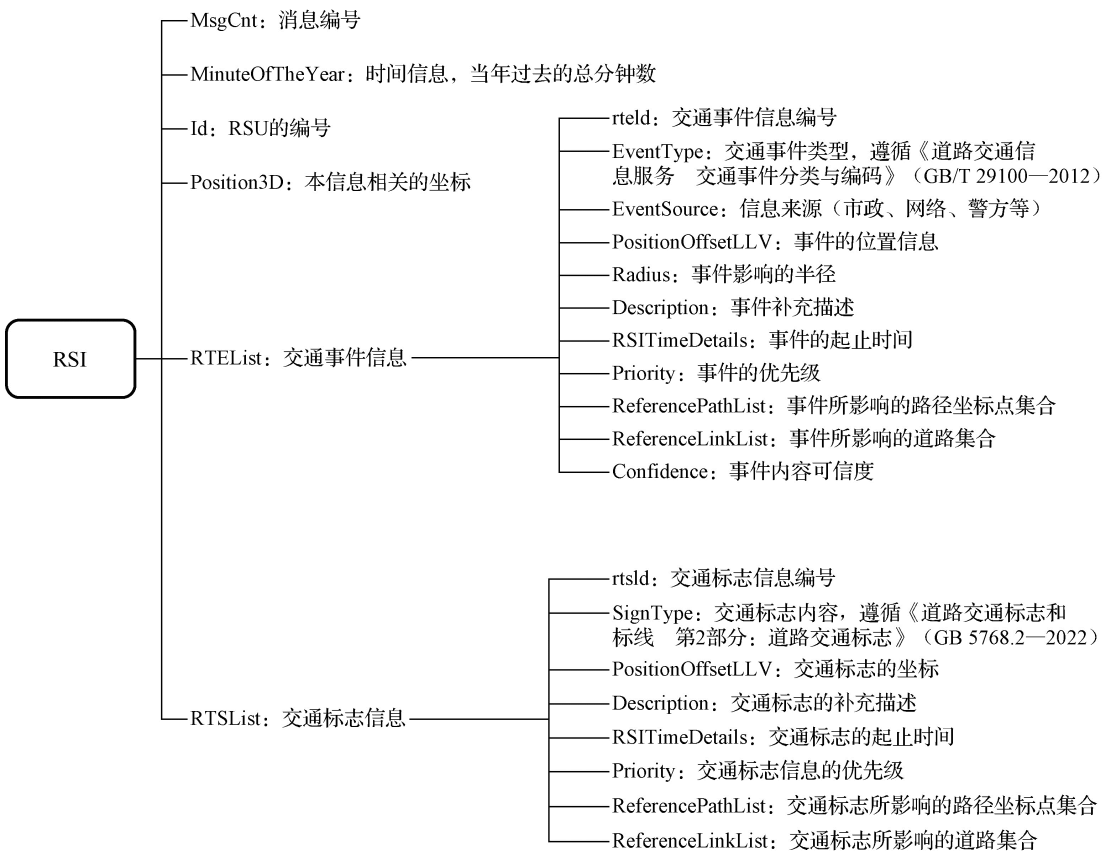 MsgCnt：消息编号
MinuteOfTheYear：时间信息，当年过去的总分钟数
Id：RSU的编号
Position3D：本信息相关的坐标
RSI
RTEList：交通事件信息
rteId：交通事件信息编号
EventType：交通事件类型，遵循《道路交通信
息服务　交通事件分类与编码》（GB/T 29100—2012）
EventSource：信息来源（市政、网络、警方等）
PositionOffsetLLV：事件的位置信息
Radius：事件影响的半径
Description：事件补充描述
RSITimeDetails：事件的起止时间
Priority：事件的优先级
ReferencePathList：事件所影响的路径坐标点集合
ReferenceLinkList：事件所影响的道路集合
Confidence：事件内容可信度
RTSList：交通标志信息
rtsId：交通标志信息编号
SignType：交通标志内容，遵循《道路交通标志和
标线　第2部分：道路交通标志》（GB 5768.2—2022）
PositionOffsetLLV：交通标志的坐标
Description：交通标志的补充描述
RSITimeDetails：交通标志的起止时间
Priority：交通标志信息的优先级
ReferencePathList：交通标志所影响的路径坐标点集合
ReferenceLinkList：交通标志所影响的道路集合